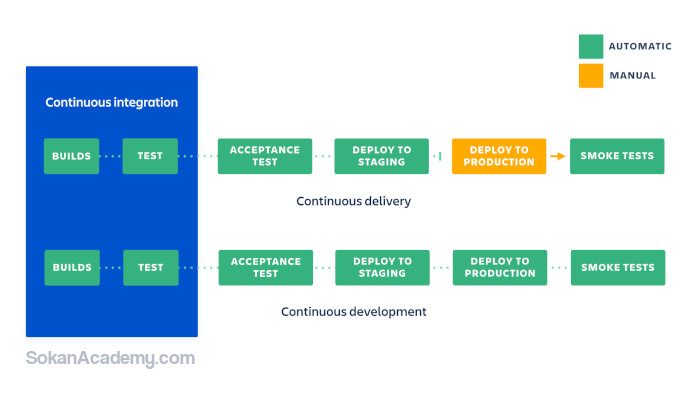 AUTOMATIC
MANUAL
Continuous integration
BUILDS
TEST
ACCEPTANCE
TEST
DEPLOY TO
STAGING
DEPLOY TO
PRODUCTION
SMOKE TESTS
Continuous delivery
BUILDS
TEST
ACCEPTANCE
TEST
DEPLOY TO
STAGING
DEPLOY TO
PRODUCTION
SMOKE TESTS
Continuous development
SokanAcademy.com